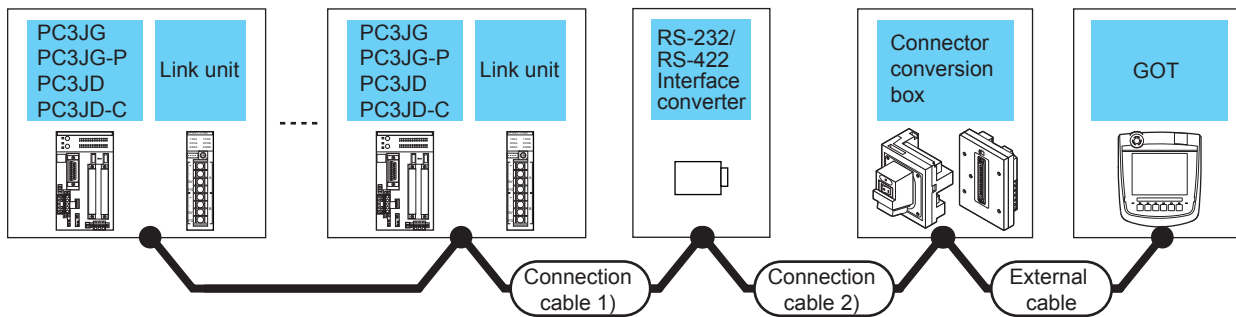 PC3JG
PC3JG-P
PC3JD
PC3JD-C
Link unit
PC3JG
PC3JG-P
PC3JD
PC3JD-C
Link unit
RS-232/
RS-422
Interface
converter
Connector
conversion
box
GOT
Connection
cable 1)
Connection
cable 2)
External
cable